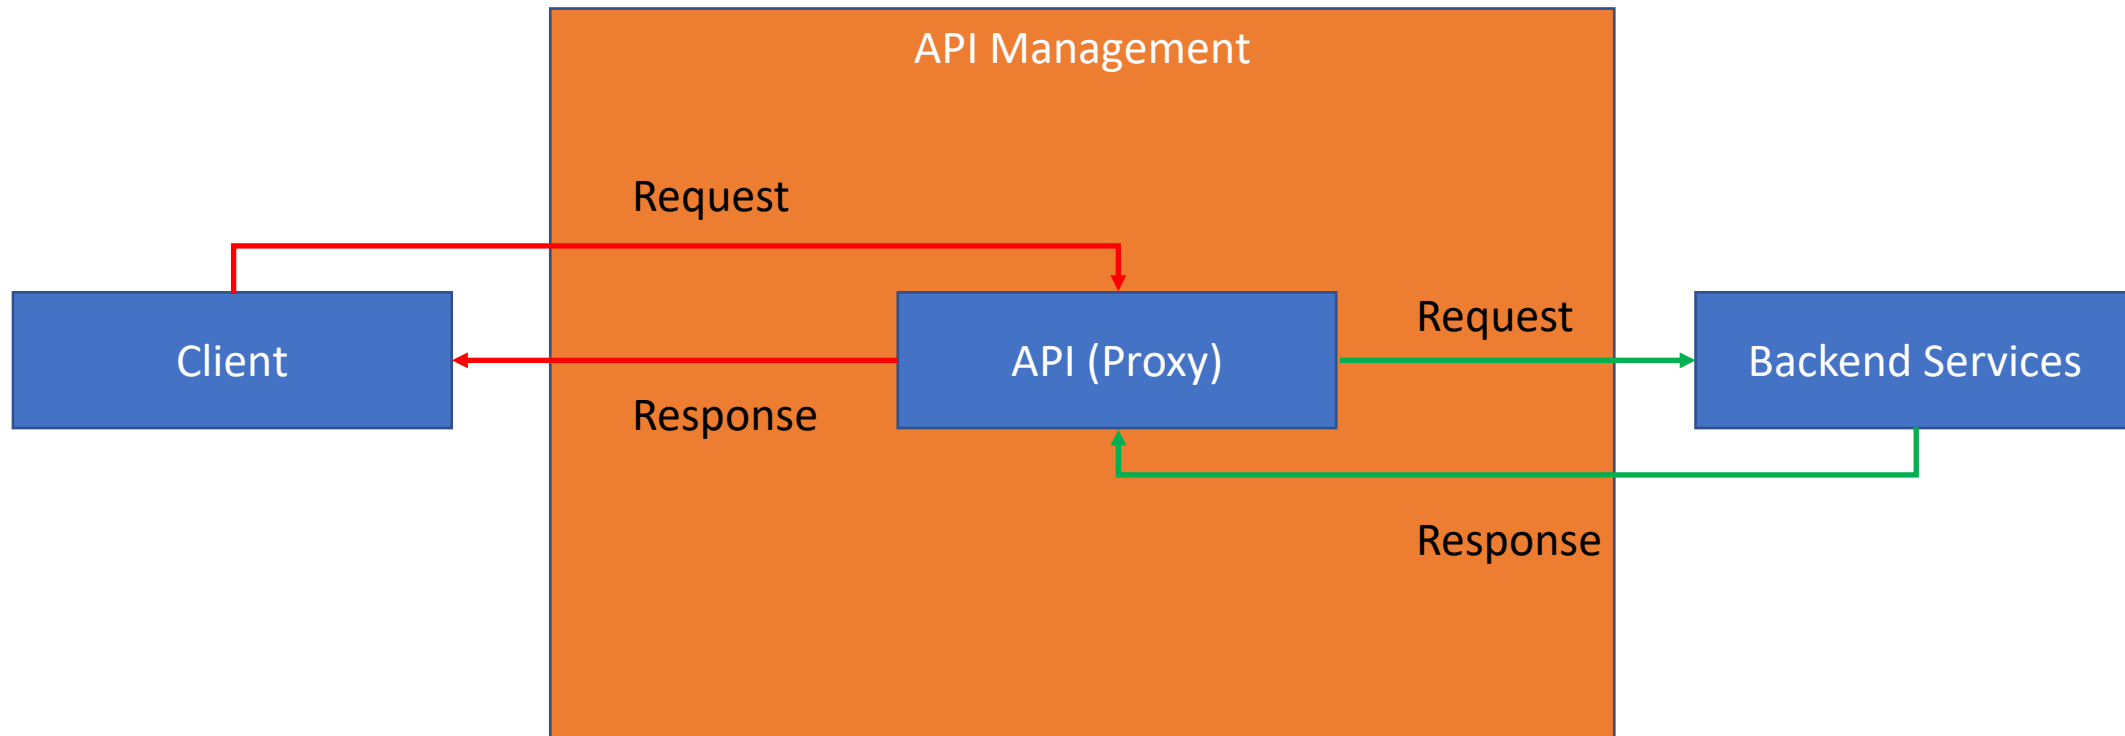 API Management
Request
Request
Client
API (Proxy)
Backend Services
Response
Response